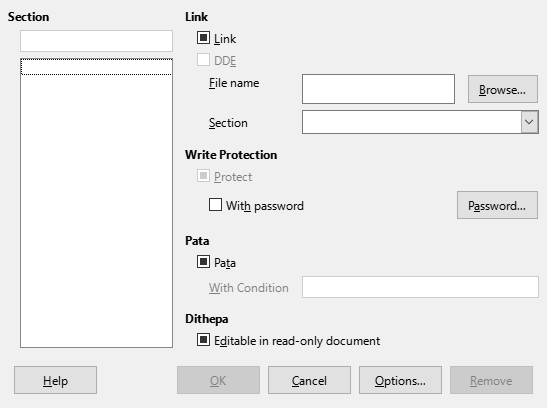 Section
Link
Link
DDE
File name
Browse...
Section
Write Protection
Protect
With password
Password...
Pata
Pata
With Condition
Dithepa
Editable in read-only document
Help
OK
Cancel
Options...
Remove